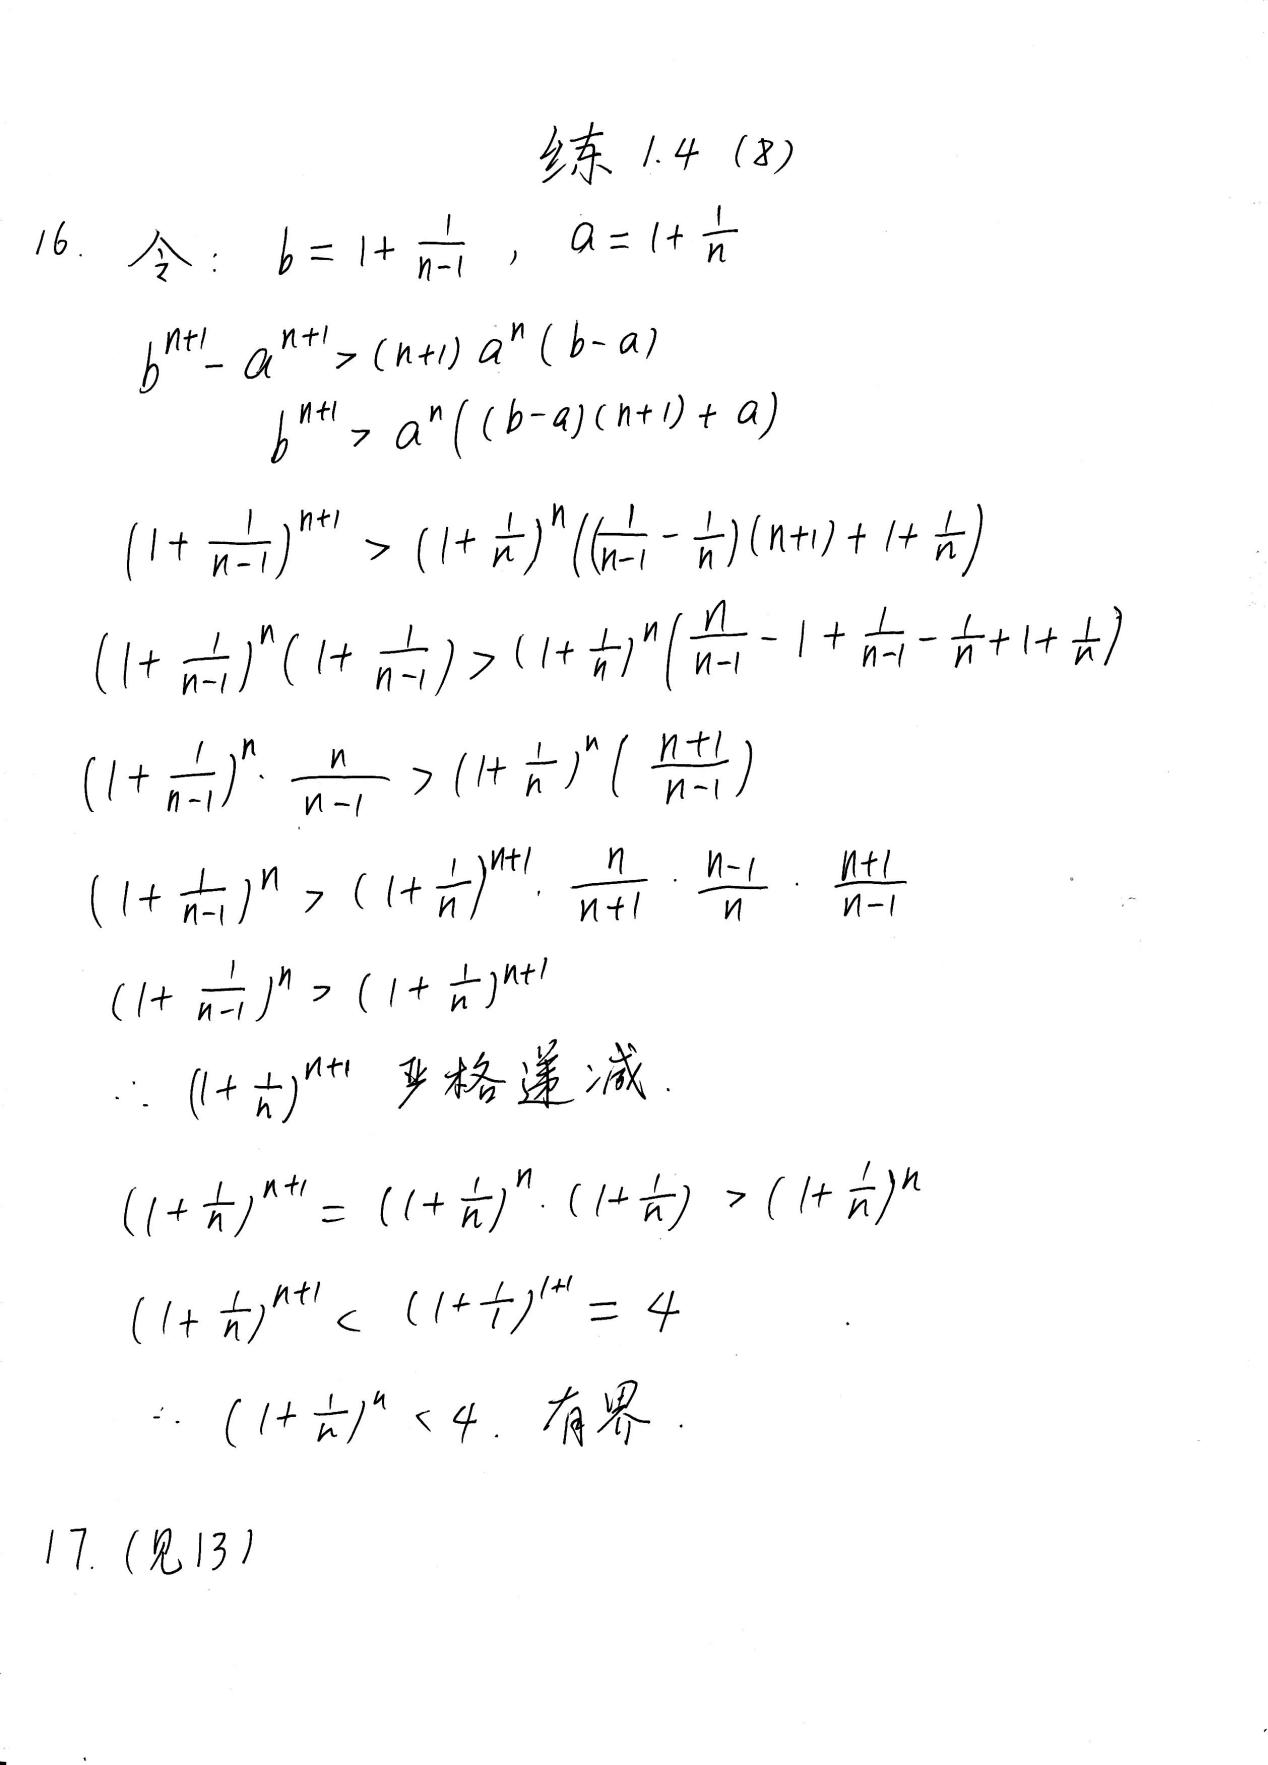 练 1.4 (8)
16. 令: b = 1 + \frac{1}{n-1} , a = 1 + \frac{1}{n}
b^{n+1} - a^{n+1} > (n+1) a^n (b-a)
b^{n+1} > a^n ((b-a)(n+1) + a)
(1 + \frac{1}{n-1})^{n+1} > (1 + \frac{1}{n})^n ((\frac{1}{n-1} - \frac{1}{n})(n+1) + 1 + \frac{1}{n})
(1 + \frac{1}{n-1})^n (1 + \frac{1}{n-1}) > (1 + \frac{1}{n})^n (\frac{n}{n-1} - 1 + \frac{1}{n-1} - \frac{1}{n} + 1 + \frac{1}{n})
(1 + \frac{1}{n-1})^n · \frac{n}{n-1} > (1 + \frac{1}{n})^n (\frac{n+1}{n-1})
(1 + \frac{1}{n-1})^n > (1 + \frac{1}{n})^{n+1} · \frac{n}{n+1} · \frac{n-1}{n} · \frac{n+1}{n-1}
(1 + \frac{1}{n-1})^n > (1 + \frac{1}{n})^{n+1}
∴ (1 + \frac{1}{n})^{n+1} 严格递减.
(1 + \frac{1}{n})^{n+1} = (1 + \frac{1}{n})^n · (1 + \frac{1}{n}) > (1 + \frac{1}{n})^n
(1 + \frac{1}{n})^{n+1} < (1 + \frac{1}{1})^{1+1} = 4
∴ (1 + \frac{1}{n})^n < 4. 有界.
17. (见13)